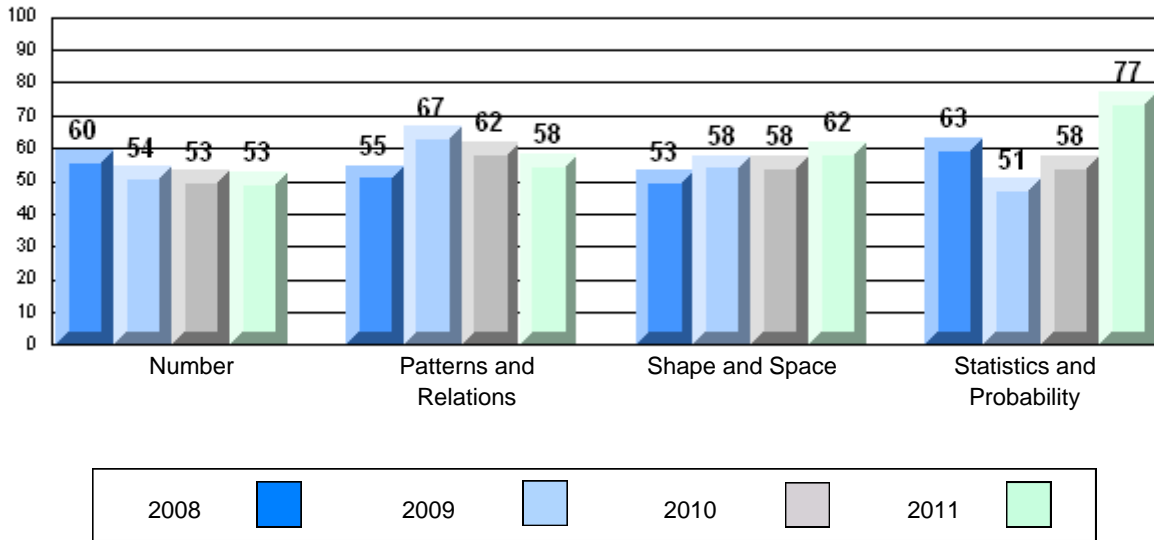 100
90
80
70
60
50
40
30
20
10
0
60 54 53 53
55 67 62 58
53 58 58 62
63 51 58 77
Number
Patterns and
Relations
Shape and Space
Statistics and
Probability
2008 2009 2010 2011